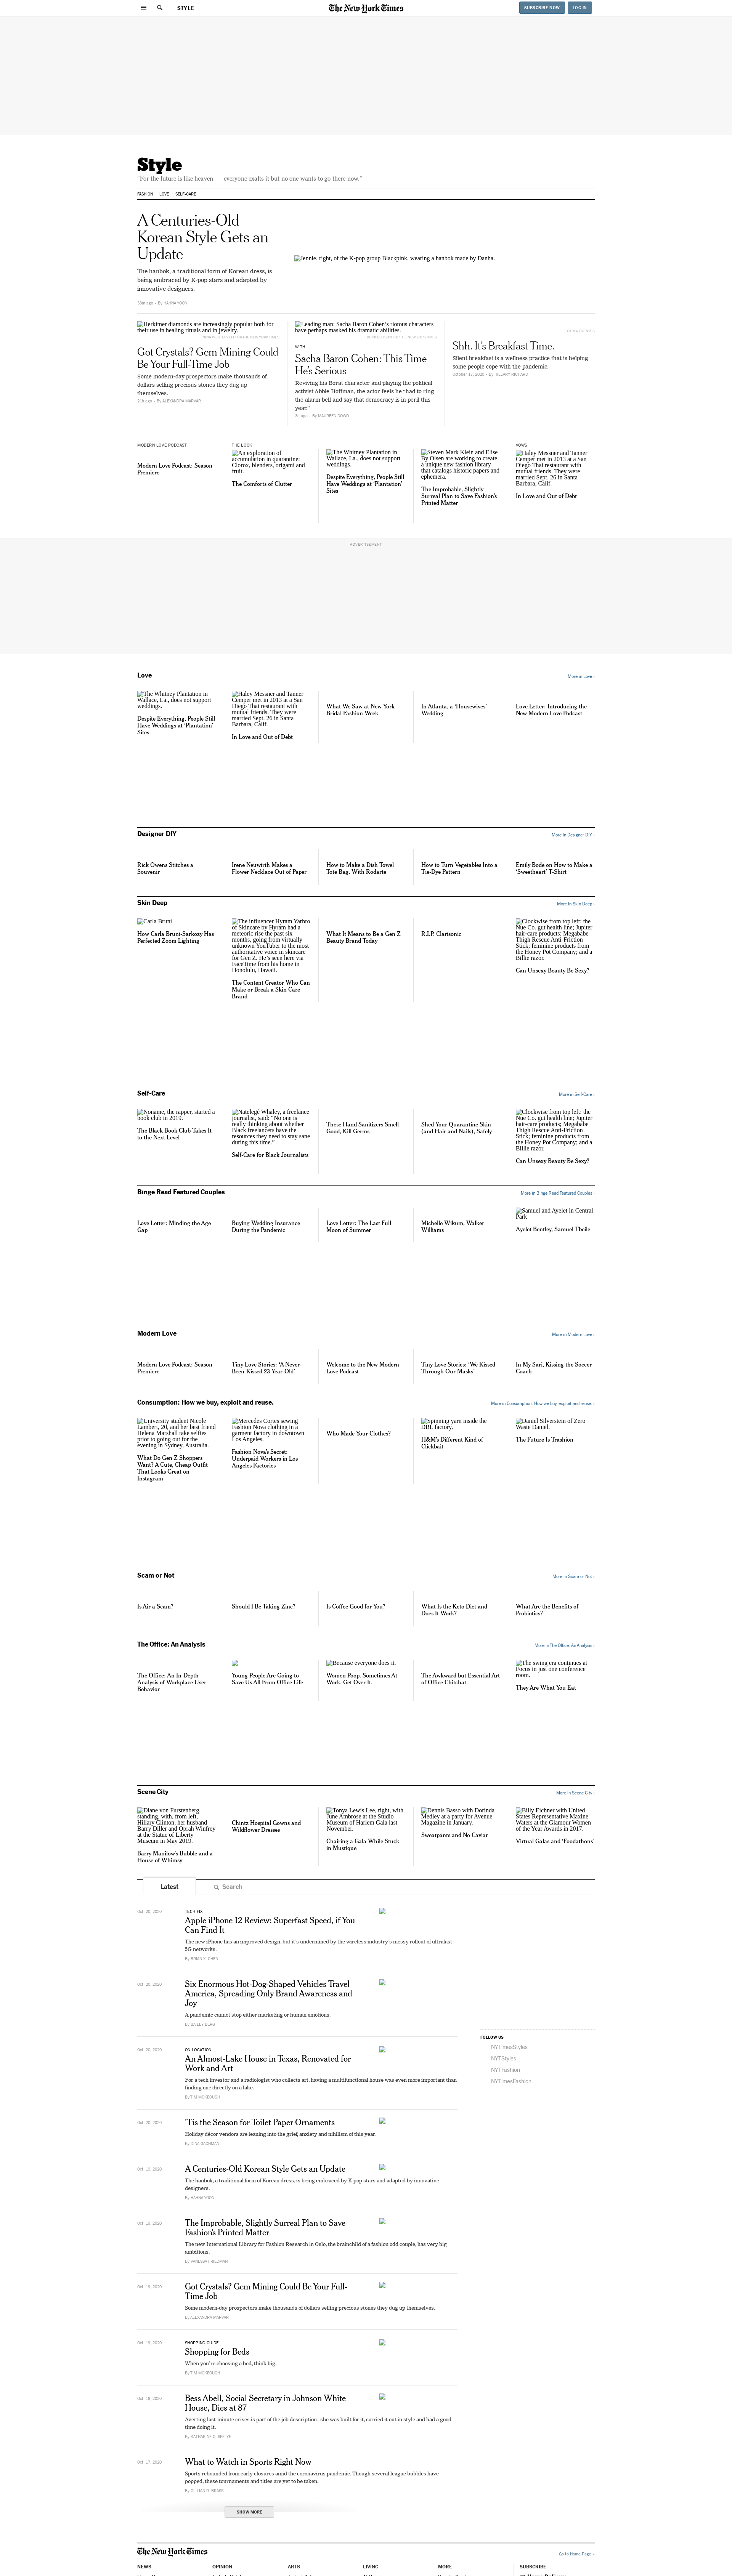 STYLE
The New York Times
SUBSCRIBE NOW
LOG IN
Style
"For the future is like heaven — everyone exalts it but no one wants to go there now."
FASHION
LOVE
SELF-CARE
A Centuries-Old
Korean Style Gets an
Update
The hanbok, a traditional form of Korean dress, is
being embraced by K-pop stars and adapted by
innovative designers.
Jennie, right, of the K-pop group Blackpink, wearing a hanbok made by Danha.
Herkimer diamonds are increasingly popular both for
their use in healing rituals and in jewelry.
Got Crystals? Gem Mining Could
Be Your Full-Time Job
Some modern-day prospectors make thousands of
dollars selling precious stones they dug up
themselves.
21h ago · By ALEXANDRA MARVAR
Leading man: Sacha Baron Cohen's riotous characters
have perhaps masked his dramatic abilities.
WITH ...
Sacha Baron Cohen: This Time
He's Serious
Reviving his Borat character and playing the political
activist Abbie Hoffman, the actor feels he "had to ring
the alarm bell and say that democracy is in peril this
year."
3d ago · By MAUREEN DOWD
Shh. It's Breakfast Time.
Silent breakfast is a wellness practice that is helping
some people cope with the pandemic.
October 17, 2020 · By HILLARY RICHARD
MODERN LOVE PODCAST
Modern Love Podcast: Season
Premiere
THE LOOK
An exploration of
accumulation in quarantine:
Clorox, blenders, origami and
fruit.
The Comforts of Clutter
The Whitney Plantation in
Wallace, La., does not support
weddings.
Despite Everything, People Still
Have Weddings at 'Plantation'
Sites
Steven Mark Klein and Elise
By Olsen are working to create
a unique new fashion library
that catalogs historic papers and
ephemera.
The Improbable, Slightly
Surreal Plan to Save Fashion's
Printed Matter
VOWS
Haley Messner and Tanner
Cemper met in 2013 at a San
Diego Thai restaurant with
mutual friends. They were
married Sept. 26 in Santa
Barbara, Calif.
In Love and Out of Debt
ADVERTISEMENT
Love
More in Love ›
The Whitney Plantation in
Wallace, La., does not support
weddings.
Despite Everything, People Still
Have Weddings at 'Plantation'
Sites
Haley Messner and Tanner
Cemper met in 2013 at a San
Diego Thai restaurant with
mutual friends. They were
married Sept. 26 in Santa
Barbara, Calif.
In Love and Out of Debt
What We Saw at New York
Bridal Fashion Week
In Atlanta, a 'Housewives'
Wedding
Love Letter: Introducing the
New Modern Love Podcast
Designer DIY
More in Designer DIY ›
Rick Owens Stitches a
Souvenir
Irene Neuwirth Makes a
Flower Necklace Out of Paper
How to Make a Dish Towel
Tote Bag, With Rodarte
How to Turn Vegetables Into a
Tie-Dye Pattern
Emily Bode on How to Make a
'Sweetheart' T-Shirt
Skin Deep
More in Skin Deep ›
Carla Bruni
How Carla Bruni-Sarkozy Has
Perfected Zoom Lighting
The influencer Hyram Yarbro
of Skincare by Hyram had a
meteoric rise the past six
months, going from virtually
unknown YouTuber to the most
authoritative voice in skincare
for Gen Z. He's seen here via
FaceTime from his home in
Honolulu, Hawaii.
The Content Creator Who Can
Make or Break a Skin Care
Brand
What It Means to Be a Gen Z
Beauty Brand Today
R.I.P. Clarisonic
Clockwise from top left: the
Nue Co. gut health line; Jupiter
hair-care products; Megababe
Thigh Rescue Anti-Friction
Stick; feminine products from
the Honey Pot Company; and a
Billie razor.
Can Unsexy Beauty Be Sexy?
Self-Care
More in Self-Care ›
Noname, the rapper, started a
book club in 2019.
The Black Book Club Takes It
to the Next Level
Natelegé Whaley, a freelance
journalist, said: "No one is
really thinking about whether
Black freelancers have the
resources they need to stay sane
during this time."
Self-Care for Black Journalists
These Hand Sanitizers Smell
Good, Kill Germs
Shed Your Quarantine Skin
(and Hair and Nails), Safely
Clockwise from top left: the
Nue Co. gut health line; Jupiter
hair-care products; Megababe
Thigh Rescue Anti-Friction
Stick; feminine products from
the Honey Pot Company; and a
Billie razor.
Can Unsexy Beauty Be Sexy?
Binge Read Featured Couples
More in Binge Read Featured Couples ›
Love Letter: Minding the Age
Gap
Buying Wedding Insurance
During the Pandemic
Love Letter: The Last Full
Moon of Summer
Michelle Wikum, Walker
Williams
Samuel and Ayelet in Central
Park
Ayelet Bentley, Samuel Tbeile
Modern Love
More in Modern Love ›
Modern Love Podcast: Season
Premiere
Tiny Love Stories: 'A Never-
Been-Kissed 23-Year-Old'
Welcome to the New Modern
Love Podcast
Tiny Love Stories: 'We Kissed
Through Our Masks'
In My Sari, Kissing the Soccer
Coach
Consumption: How we buy, exploit and reuse.
More in Consumption: How we buy, exploit and reuse. ›
University student Nicole
Lambert, 20, and her best friend
Helena Marshall take selfies
prior to going out for the
evening in Sydney, Australia.
What Do Gen Z Shoppers
Want? A Cute, Cheap Outfit
That Looks Great on
Instagram
Mercedes Cortes sewing
Fashion Nova clothing in a
garment factory in downtown
Los Angeles.
Fashion Nova's Secret:
Underpaid Workers in Los
Angeles Factories
Who Made Your Clothes?
Spinning yarn inside the
DBL factory.
H&M's Different Kind of
Clickbait
Daniel Silverstein of Zero
Waste Daniel.
The Future Is Trashion
Scam or Not
More in Scam or Not ›
Is Air a Scam?
Should I Be Taking Zinc?
Is Coffee Good for You?
What Is the Keto Diet and
Does It Work?
What Are the Benefits of
Probiotics?
The Office: An Analysis
More in The Office: An Analysis ›
The Office: An In-Depth
Analysis of Workplace User
Behavior
Young People Are Going to
Save Us All From Office Life
Because everyone does it.
Women Poop. Sometimes At
Work. Get Over It.
The Awkward but Essential Art
of Office Chitchat
The swing era continues at
Focus in just one conference
room.
They Are What You Eat
Scene City
More in Scene City ›
Diane von Furstenberg,
standing, with, from left,
Hillary Clinton, her husband
Barry Diller and Oprah Winfrey
at the Statue of Liberty
Museum in May 2019.
Barry Manilow's Bubble and a
House of Whimsy
Chintz Hospital Gowns and
Wildflower Dresses
Tonya Lewis Lee, right, with
June Ambrose at the Studio
Museum of Harlem Gala last
November.
Chairing a Gala While Stuck
in Mustique
Dennis Basso with Dorinda
Medley at a party for Avenue
Magazine in January.
Sweatpants and No Caviar
Billy Eichner with United
States Representative Maxine
Waters at the Glamour Women
of the Year Awards in 2017.
Virtual Galas and 'Foodathons'
Latest
Search
Oct. 20, 2020
TECH FIX
Apple iPhone 12 Review: Superfast Speed, if You
Can Find It
The new iPhone has an improved design, but it's undermined by the wireless industry's messy rollout of ultrafast
5G networks.
By BRIAN X. CHEN
Oct. 20, 2020
Six Enormous Hot-Dog-Shaped Vehicles Travel
America, Spreading Only Brand Awareness and
Joy
A pandemic cannot stop either marketing or human emotions.
By BAILEY BERG
Oct. 20, 2020
ON LOCATION
An Almost-Lake House in Texas, Renovated for
Work and Art
For a tech investor and a radiologist who collects art, having a multifunctional house was even more important than
finding one directly on a lake.
By TIM MCKEOUGH
Oct. 20, 2020
'Tis the Season for Toilet Paper Ornaments
Holiday décor vendors are leaning into the grief, anxiety and nihilism of this year.
By DINA GACHMAN
Oct. 19, 2020
A Centuries-Old Korean Style Gets an Update
The hanbok, a traditional form of Korean dress, is being embraced by K-pop stars and adapted by innovative
designers.
By HAHNA YOON
Oct. 19, 2020
The Improbable, Slightly Surreal Plan to Save
Fashion's Printed Matter
The new International Library for Fashion Research in Oslo, the brainchild of a fashion odd couple, has very big
ambitions.
By VANESSA FRIEDMAN
Oct. 19, 2020
Got Crystals? Gem Mining Could Be Your Full-
Time Job
Some modern-day prospectors make thousands of dollars selling precious stones they dug up themselves.
By ALEXANDRA MARVAR
Oct. 19, 2020
SHOPPING GUIDE
Shopping for Beds
When you're choosing a bed, think big.
By TIM MCKEOUGH
Oct. 18, 2020
Bess Abell, Social Secretary in Johnson White
House, Dies at 87
Averting last-minute crises is part of the job description; she was built for it, carried it out in style and had a good
time doing it.
By KATHARINE Q. SEELYE
Oct. 17, 2020
What to Watch in Sports Right Now
Sports rebounded from early closures amid the coronavirus pandemic. Though several league bubbles have
popped, these tournaments and titles are yet to be taken.
By GILLIAN R. BRASSIL
SHOW MORE
FOLLOW US
NYTimesStyles
NYTStyles
NYTFashion
NYTimesFashion
The New York Times
Go to Home Page »
NEWS
OPINION
ARTS
LIVING
MORE
SUBSCRIBE